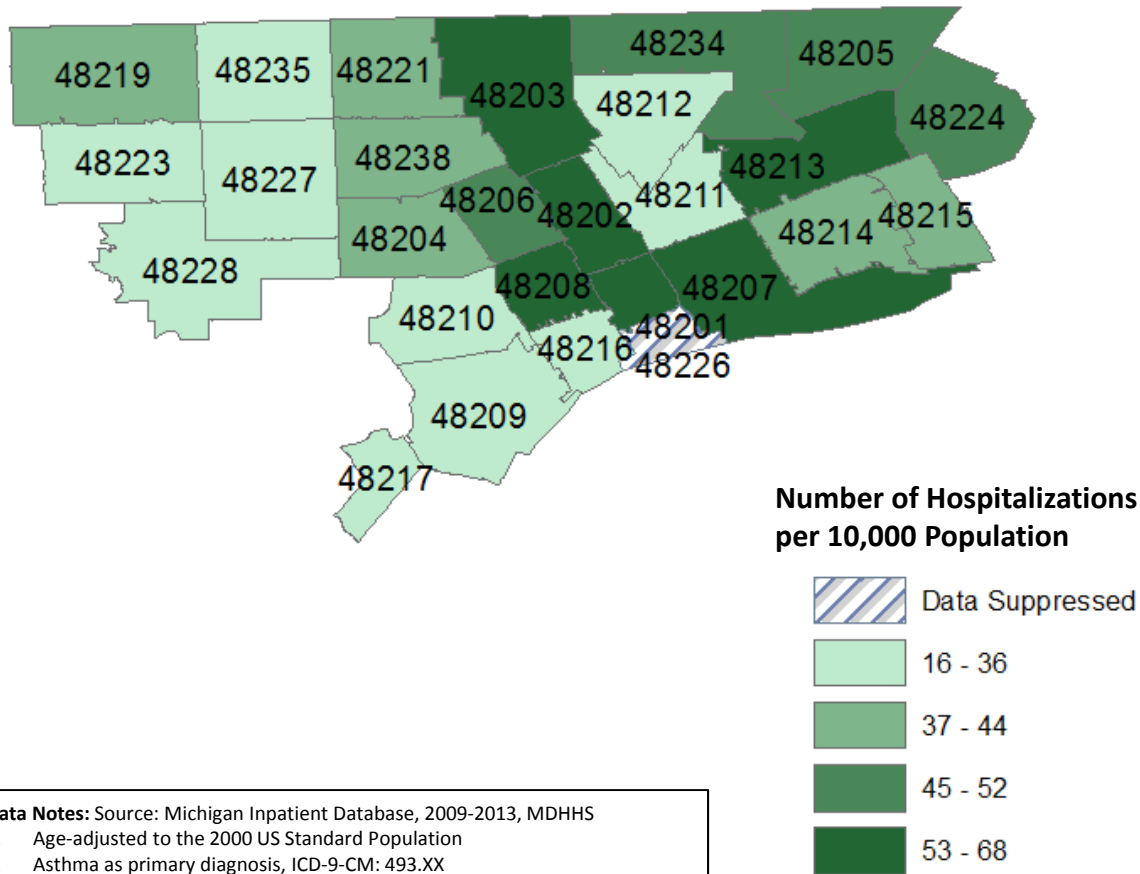 48219
48235
48221
48203
48234
48205
48212
48224
48223
48227
48238
48213
48206
48202
48211
48215
48204
48214
48228
48208
48207
48210
48201
48216
48226
48209
48217
Number of Hospitalizations
per 10,000 Population
Data Suppressed
16 - 36
37 - 44
45 - 52
53 - 68
ata Notes: Source: Michigan Inpatient Database, 2009-2013, MDHHS
Age-adjusted to the 2000 US Standard Population
Asthma as primary diagnosis, ICD-9-CM: 493.XX